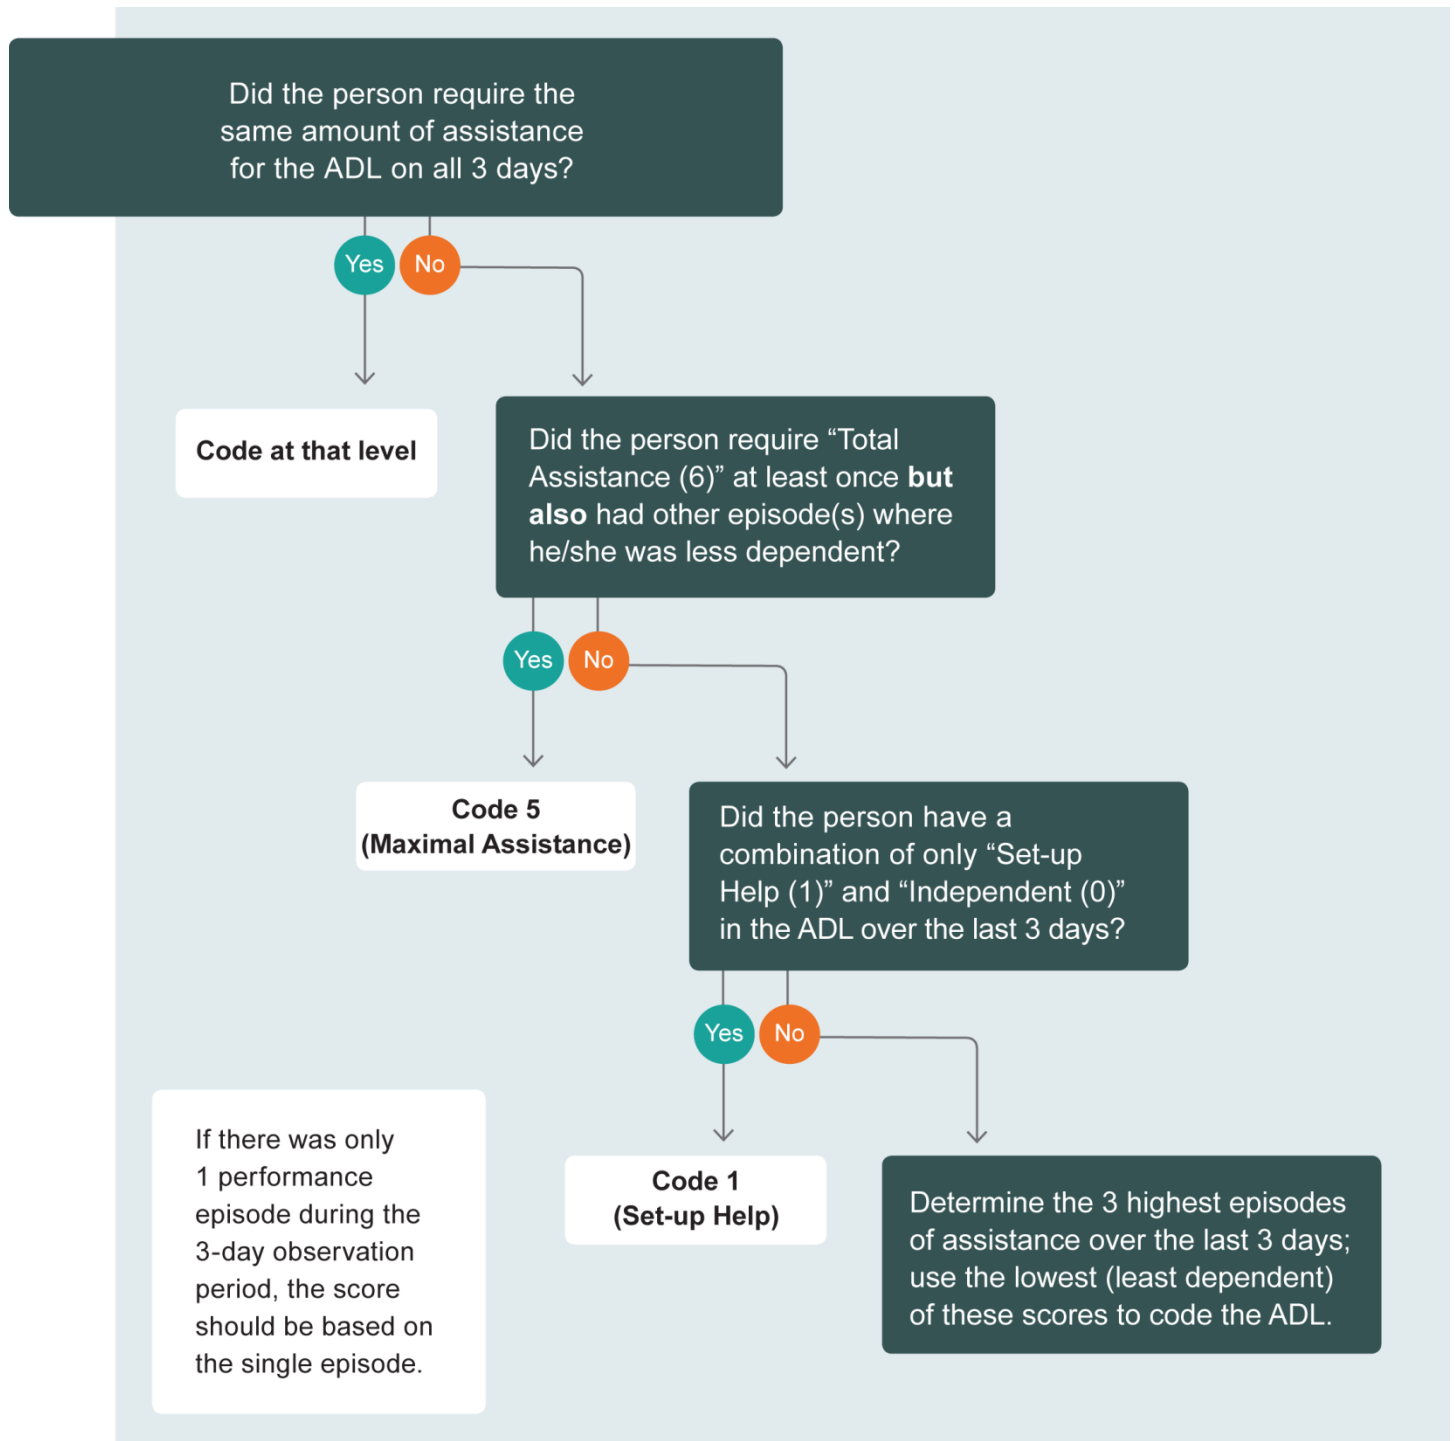 Did the person require the
same amount of assistance
for the ADL on all 3 days?
Yes
No
Code at that level
Did the person require “Total
Assistance (6)” at least once but
also had other episode(s) where
he/she was less dependent?
Yes
No
Code 5
(Maximal Assistance)
Did the person have a
combination of only “Set-up
Help (1)” and “Independent (0)”
in the ADL over the last 3 days?
Yes
No
Code 1
(Set-up Help)
Determine the 3 highest episodes
of assistance over the last 3 days;
use the lowest (least dependent)
of these scores to code the ADL.
If there was only
1 performance
episode during the
3-day observation
period, the score
should be based on
the single episode.